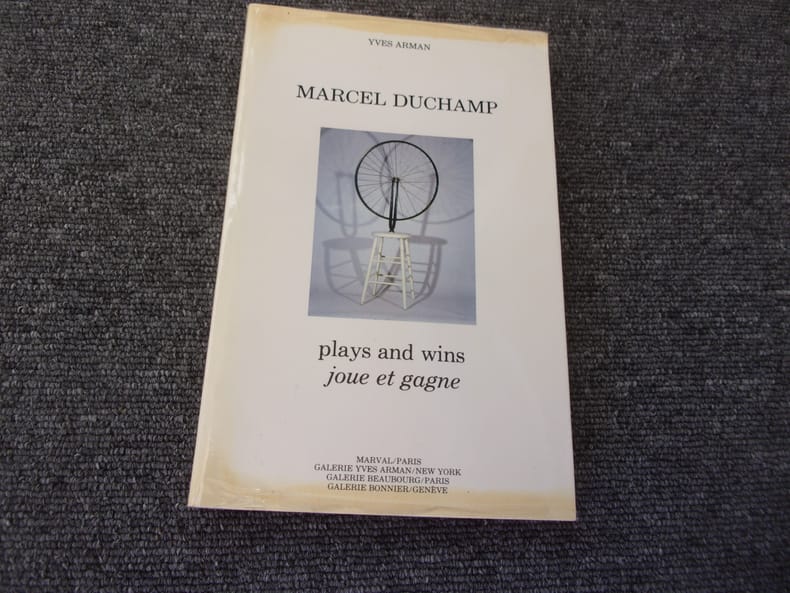 YVES ARMAN
MARCEL DUCHAMP
plays and wins
joue et gagne
MARVAL/PARIS
GALERIE YVES ARMAN/NEW YORK
GALERIE BEAUBOURG/PARIS
GALERIE BONNIER/GENÈVE